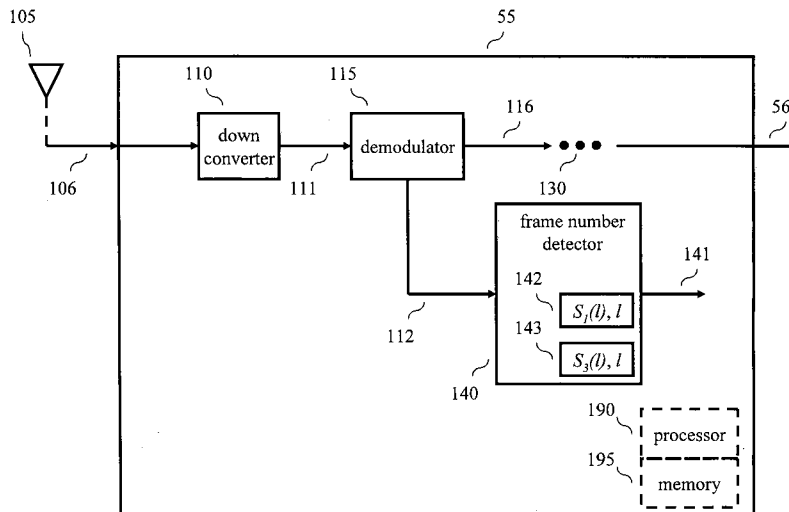 105
55
110
115
116
56
down
converter
demodulator
106
111
130
frame number
detector
141
142
S₁(l), l
112
143
S₃(l), l
140
190
processor
195
memory